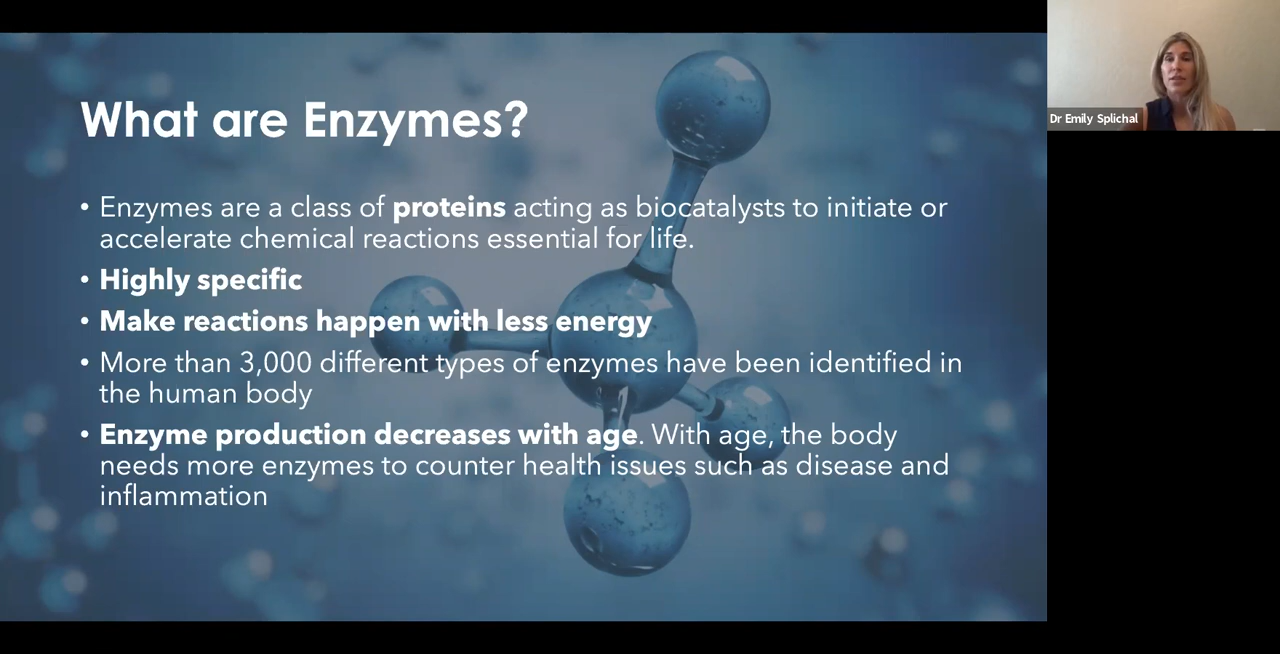 What are Enzymes?
• Enzymes are a class of proteins acting as biocatalysts to initiate or
accelerate chemical reactions essential for life.
• Highly specific
• Make reactions happen with less energy
• More than 3,000 different types of enzymes have been identified in
the human body
• Enzyme production decreases with age. With age, the body
needs more enzymes to counter health issues such as disease and
inflammation
Dr Emily Splichal